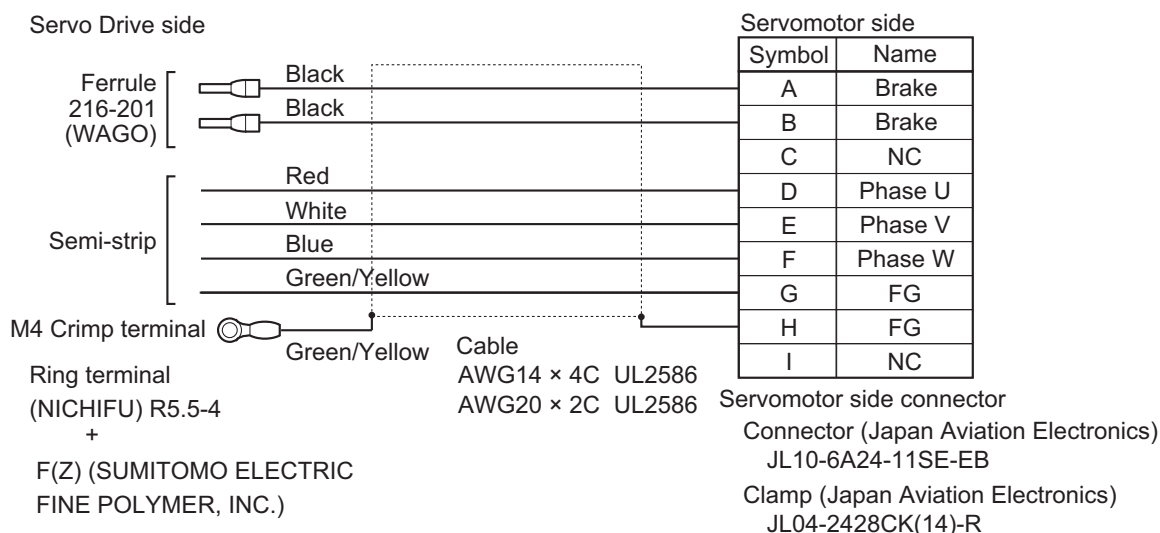 Servo Drive side
Servomotor side
Symbol Name
Ferrule
216-201
(WAGO)
Black
A Brake
Black
B Brake
C NC
Semi-strip
Red
D Phase U
White
E Phase V
Blue
F Phase W
Green/Yellow
G FG
M4 Crimp terminal
Green/Yellow
H FG
I NC
Ring terminal
(NICHIFU) R5.5-4
+
F(Z) (SUMITOMO ELECTRIC
FINE POLYMER, INC.)
Cable
AWG14 × 4C UL2586
AWG20 × 2C UL2586
Servomotor side connector
Connector (Japan Aviation Electronics)
JL10-6A24-11SE-EB
Clamp (Japan Aviation Electronics)
JL04-2428CK(14)-R